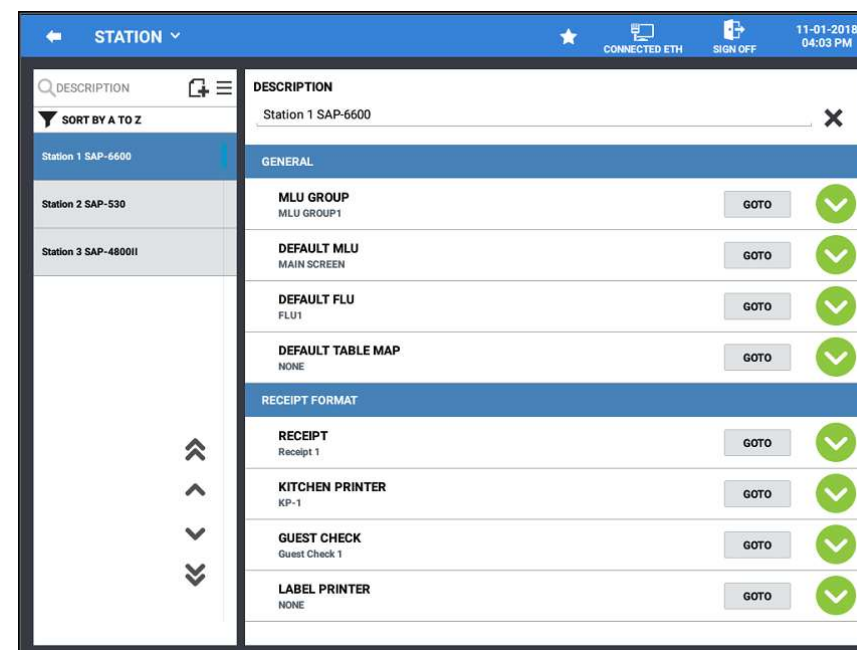 STATION
CONNECTED ETH
SIGN OFF
11-01-2018
04:03 PM
DESCRIPTION
SORT BY A TO Z
Station 1 SAP-6600
Station 2 SAP-530
Station 3 SAP-4800II
DESCRIPTION
Station 1 SAP-6600
GENERAL
MLU GROUP
MLU GROUP1
GOTO
DEFAULT MLU
MAIN SCREEN
GOTO
DEFAULT FLU
FLU1
GOTO
DEFAULT TABLE MAP
NONE
GOTO
RECEIPT FORMAT
RECEIPT
Receipt 1
GOTO
KITCHEN PRINTER
KP-1
GOTO
GUEST CHECK
Guest Check 1
GOTO
LABEL PRINTER
NONE
GOTO